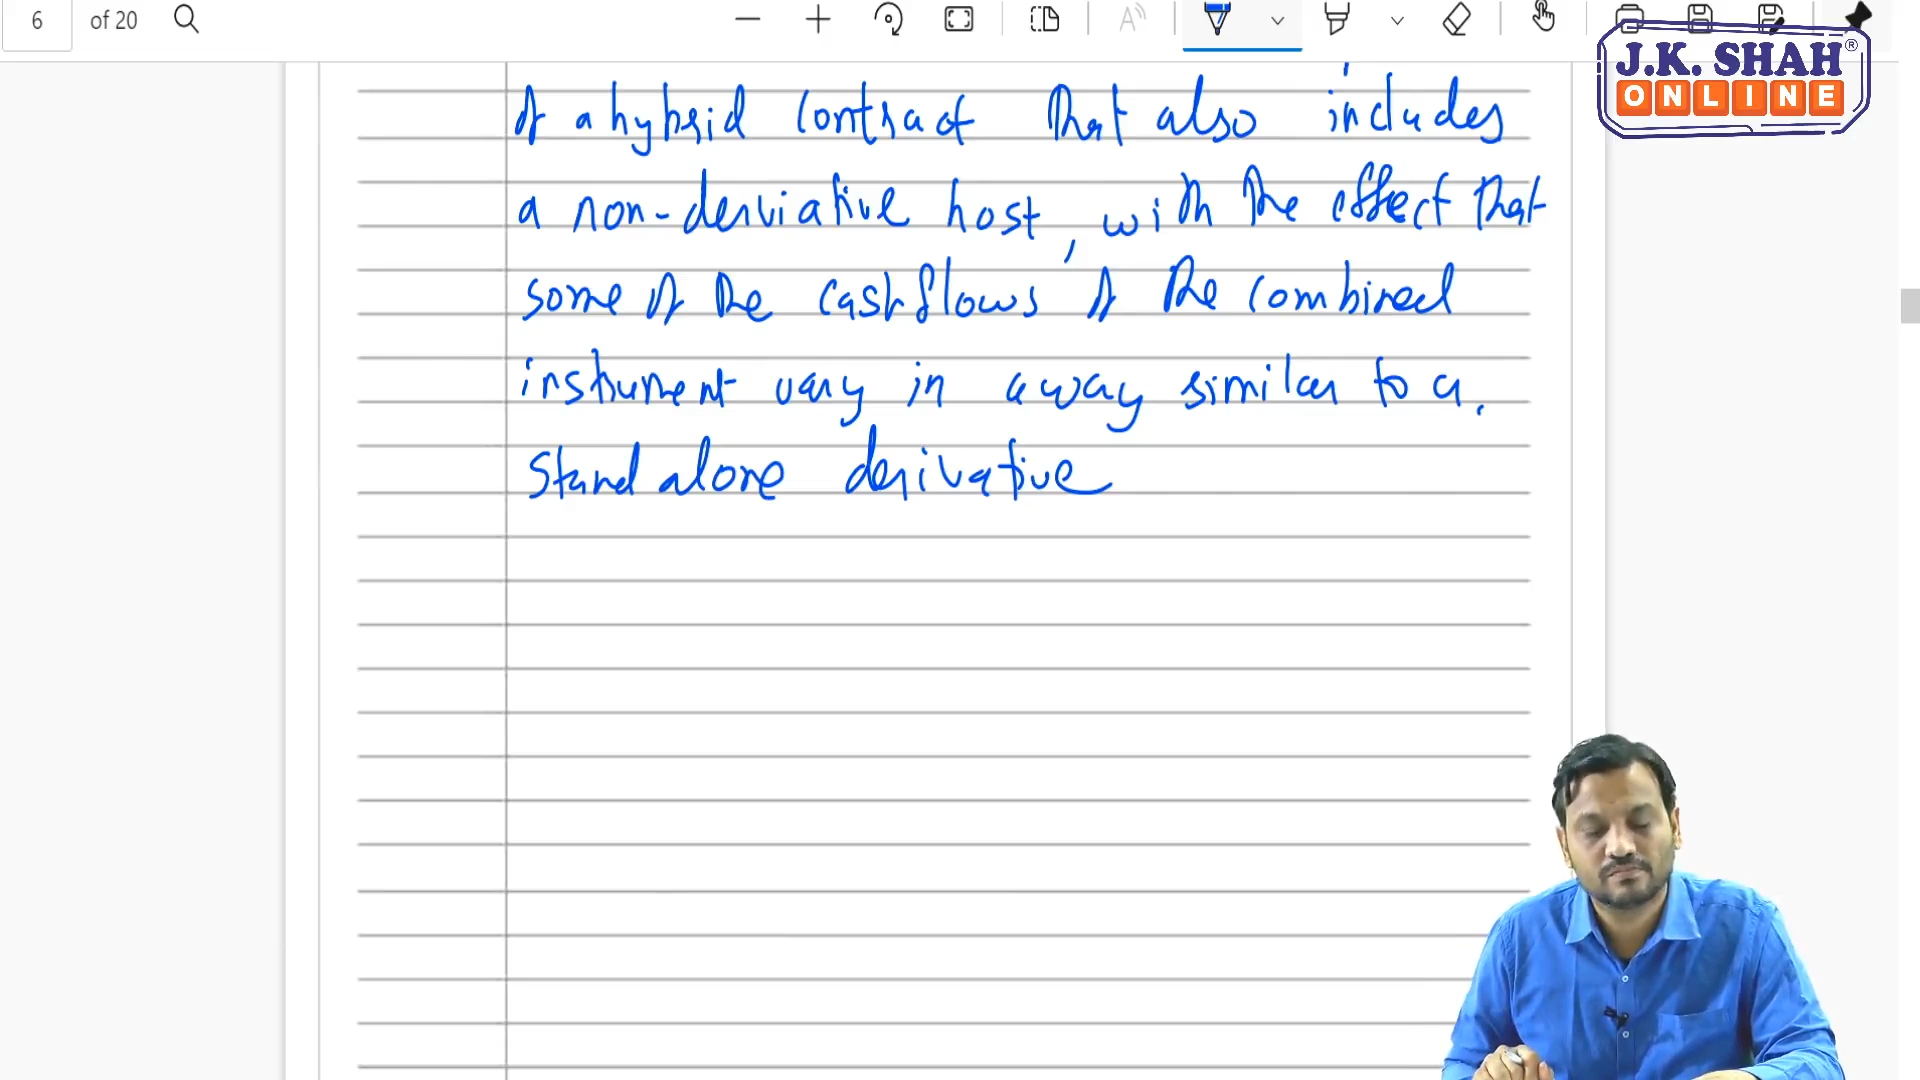 6 of 20
J.K. SHAH ®
ONLINE
of a hybrid contract that also includes
a non-derviative host, with the effect that
some of the cashflows of the combined
instrument vary in a way similar to a
Stand alone derivative